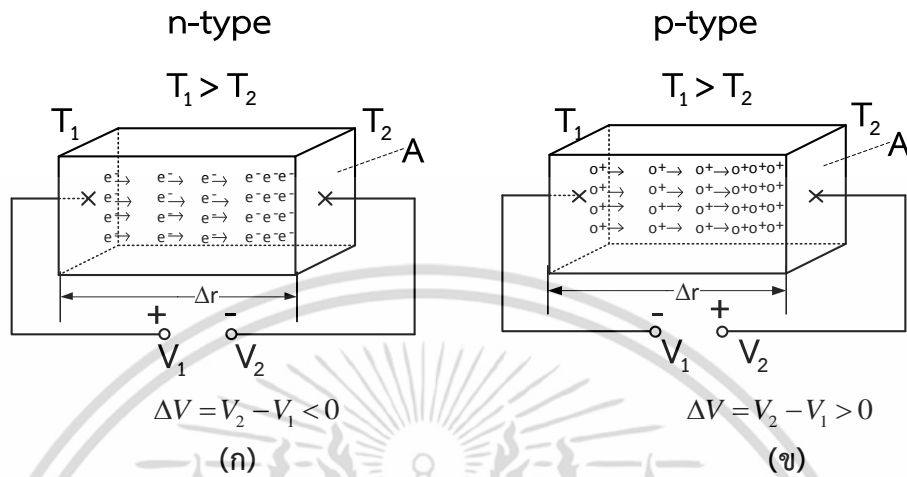 n-type
T₁ > T₂
T₁
T₂
A
e⁻→ e⁻→ e⁻→ e⁻e⁻e⁻
e⁻→ e⁻→ e⁻→ e⁻e⁻e⁻
e⁻→ e⁻→ e⁻→ e⁻e⁻e⁻
e⁻→ e⁻→ e⁻→ e⁻e⁻e⁻
Δr
+ -
V₁ V₂
ΔV = V₂ − V₁ < 0
(ก)
p-type
T₁ > T₂
T₁
T₂
A
o⁺→ o⁺→ o⁺→o⁺o⁺o⁺
o⁺→ o⁺→ o⁺→o⁺o⁺o⁺
o⁺→ o⁺→ o⁺→o⁺o⁺o⁺
o⁺→ o⁺→ o⁺→o⁺o⁺o⁺
Δr
- +
V₁ V₂
ΔV = V₂ − V₁ > 0
(ข)